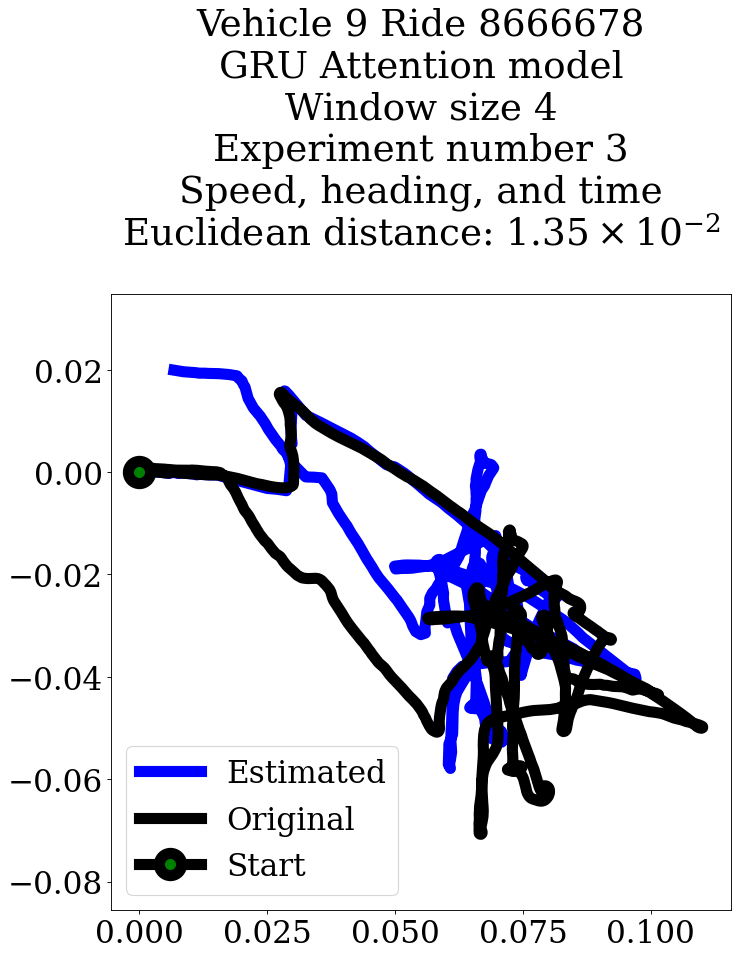 Vehicle 9 Ride 8666678
GRU Attention model
Window size 4
Experiment number 3
Speed, heading, and time
Euclidean distance: 1.35 × 10⁻²
0.02
0.00
−0.02
−0.04
−0.06
−0.08
Estimated
Original
Start
0.000 0.025 0.050 0.075 0.100